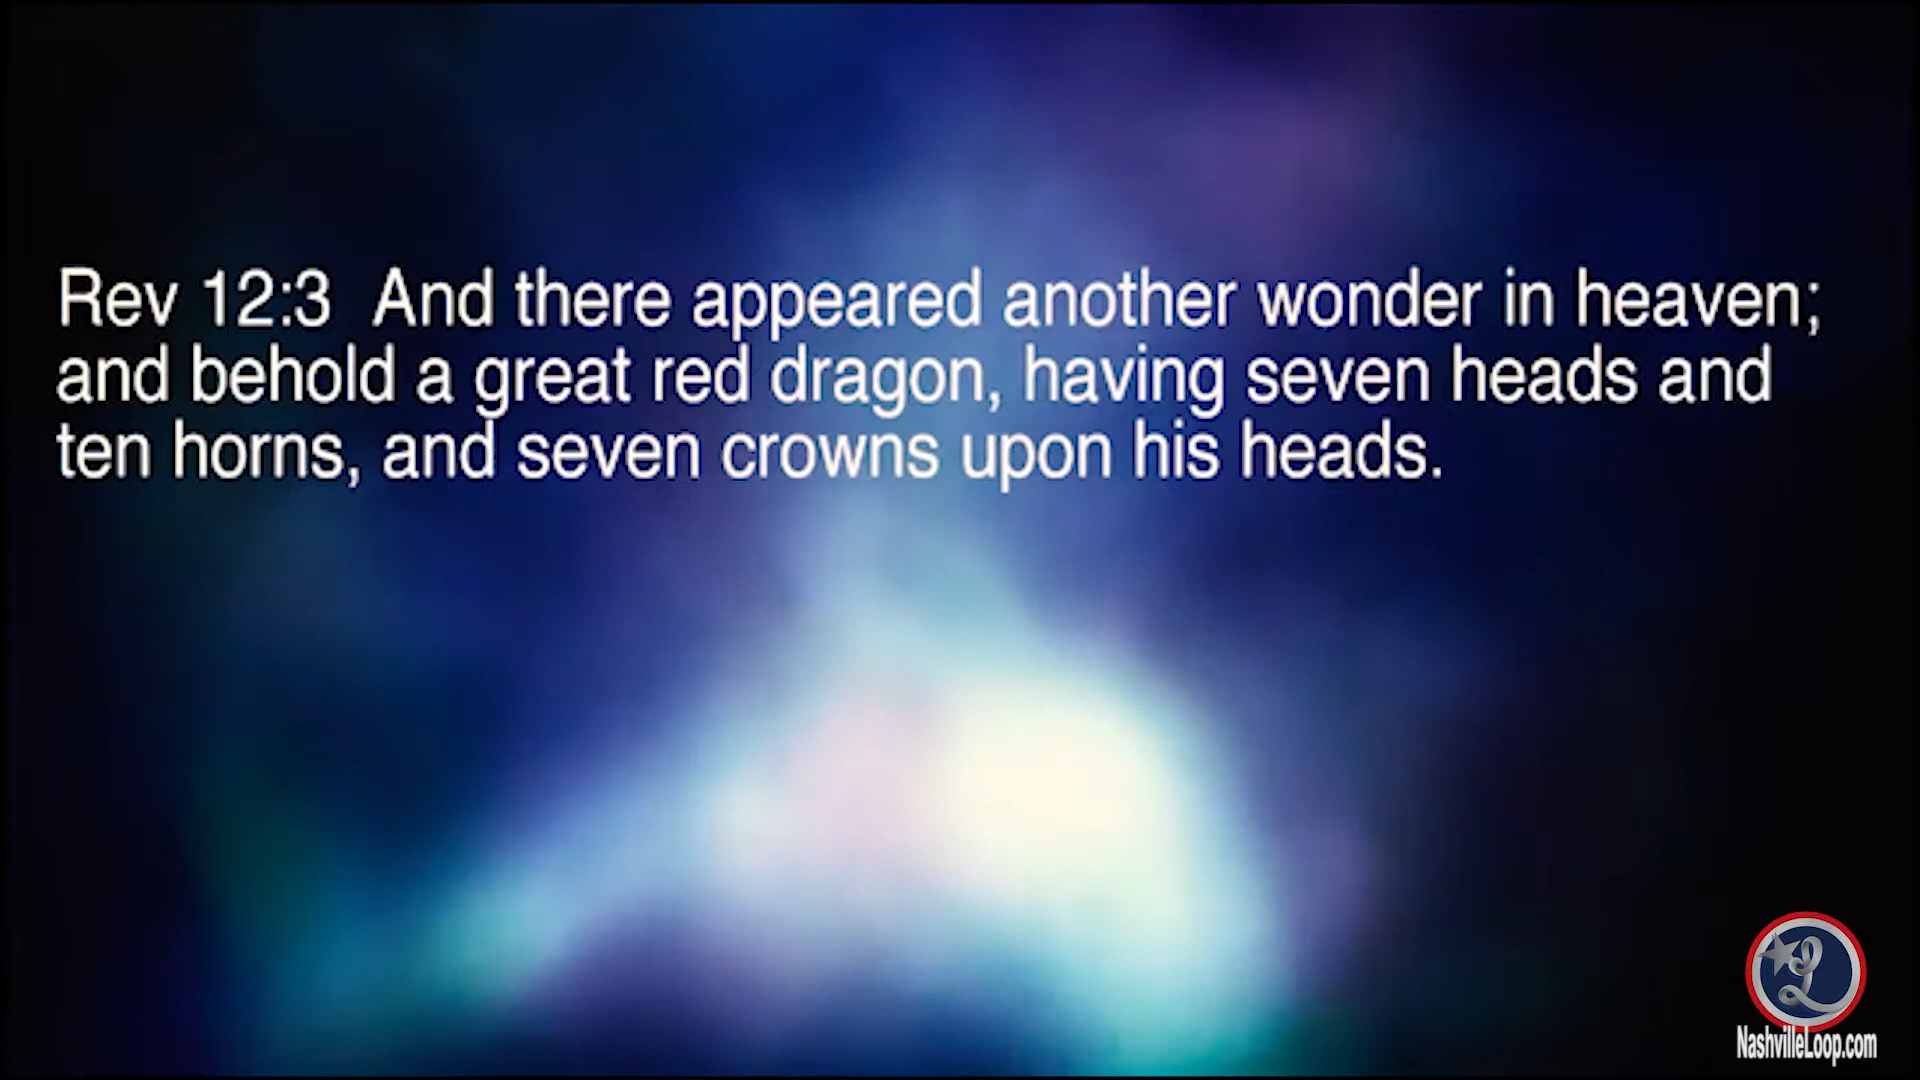 Rev 12:3  And there appeared another wonder in heaven;
and behold a great red dragon, having seven heads and
ten horns, and seven crowns upon his heads.
NashvilleLoop.com